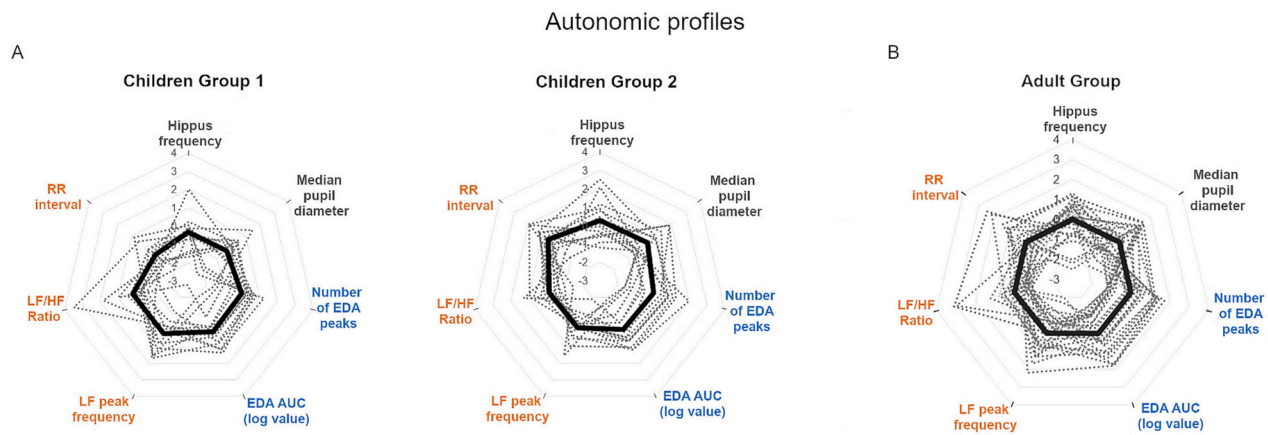 Autonomic profiles
A
B
Children Group 1
Hippus
frequency
4
3
2
1
0
-2
-3
RR
interval
Median
pupil
diameter
LF/HF
Ratio
Number
of EDA
peaks
LF peak
frequency
EDA AUC
(log value)
Children Group 2
Hippus
frequency
4
3
2
1
-2
-3
RR
interval
Median
pupil
diameter
LF/HF
Ratio
Number
of EDA
peaks
LF peak
frequency
EDA AUC
(log value)
Adult Group
Hippus
frequency
4
3
2
-3
RR
interval
Median
pupil
diameter
LF/HF
Ratio
Number
of EDA
peaks
LF peak
frequency
EDA AUC
(log value)